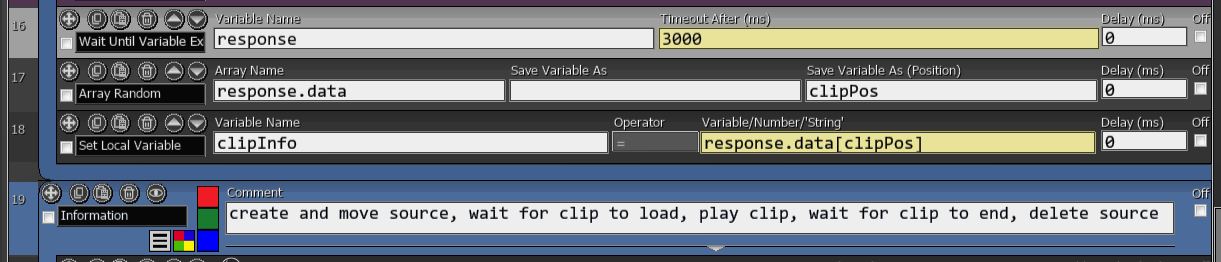 16
Variable Name Timeout After (ms) Delay (ms) Off
Wait Until Variable Ex response 3000 0
17
Array Name Save Variable As Save Variable As (Position) Delay (ms) Off
Array Random response.data clipPos 0
18
Variable Name Operator Variable/Number/'String' Delay (ms) Off
Set Local Variable clipInfo = response.data[clipPos] 0
19
Comment Off
Information create and move source, wait for clip to load, play clip, wait for clip to end, delete source